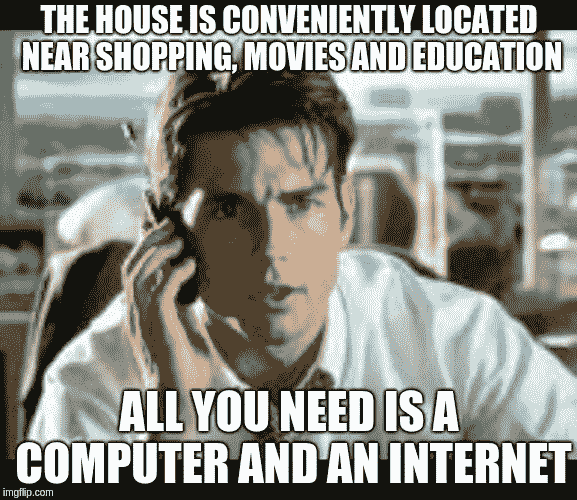 THE HOUSE IS CONVENIENTLY LOCATED
NEAR SHOPPING, MOVIES AND EDUCATION
ALL YOU NEED IS A
COMPUTER AND AN INTERNET
imgflip.com